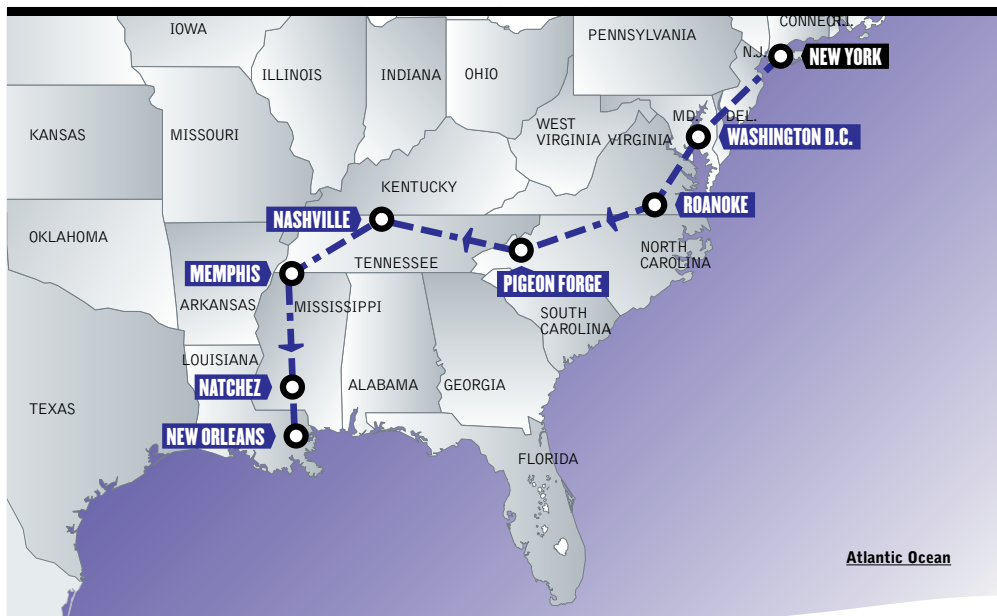 CONNECT.
R.I.
IOWA
PENNSYLVANIA
N.J.
NEW YORK
ILLINOIS
INDIANA
OHIO
MD.
DEL.
KANSAS
MISSOURI
WEST
VIRGINIA
VIRGINIA
WASHINGTON D.C.
KENTUCKY
ROANOKE
NASHVILLE
OKLAHOMA
TENNESSEE
NORTH
CAROLINA
MEMPHIS
PIGEON FORGE
ARKANSAS
MISSISSIPPI
SOUTH
CAROLINA
LOUISIANA
NATCHEZ
ALABAMA
GEORGIA
TEXAS
NEW ORLEANS
FLORIDA
Atlantic Ocean